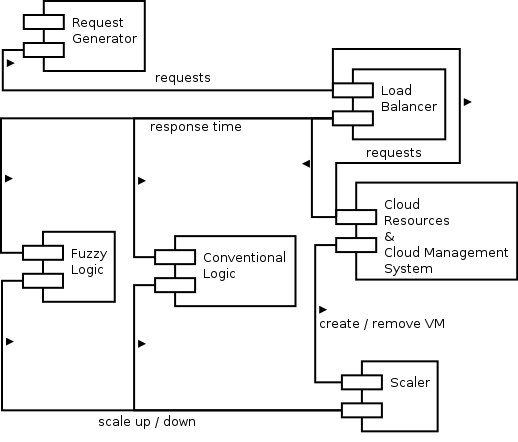 Request
Generator
requests
Load
Balancer
response time
requests
Cloud
Resources
&
Cloud Management
System
Fuzzy
Logic
Conventional
Logic
create / remove VM
Scaler
scale up / down